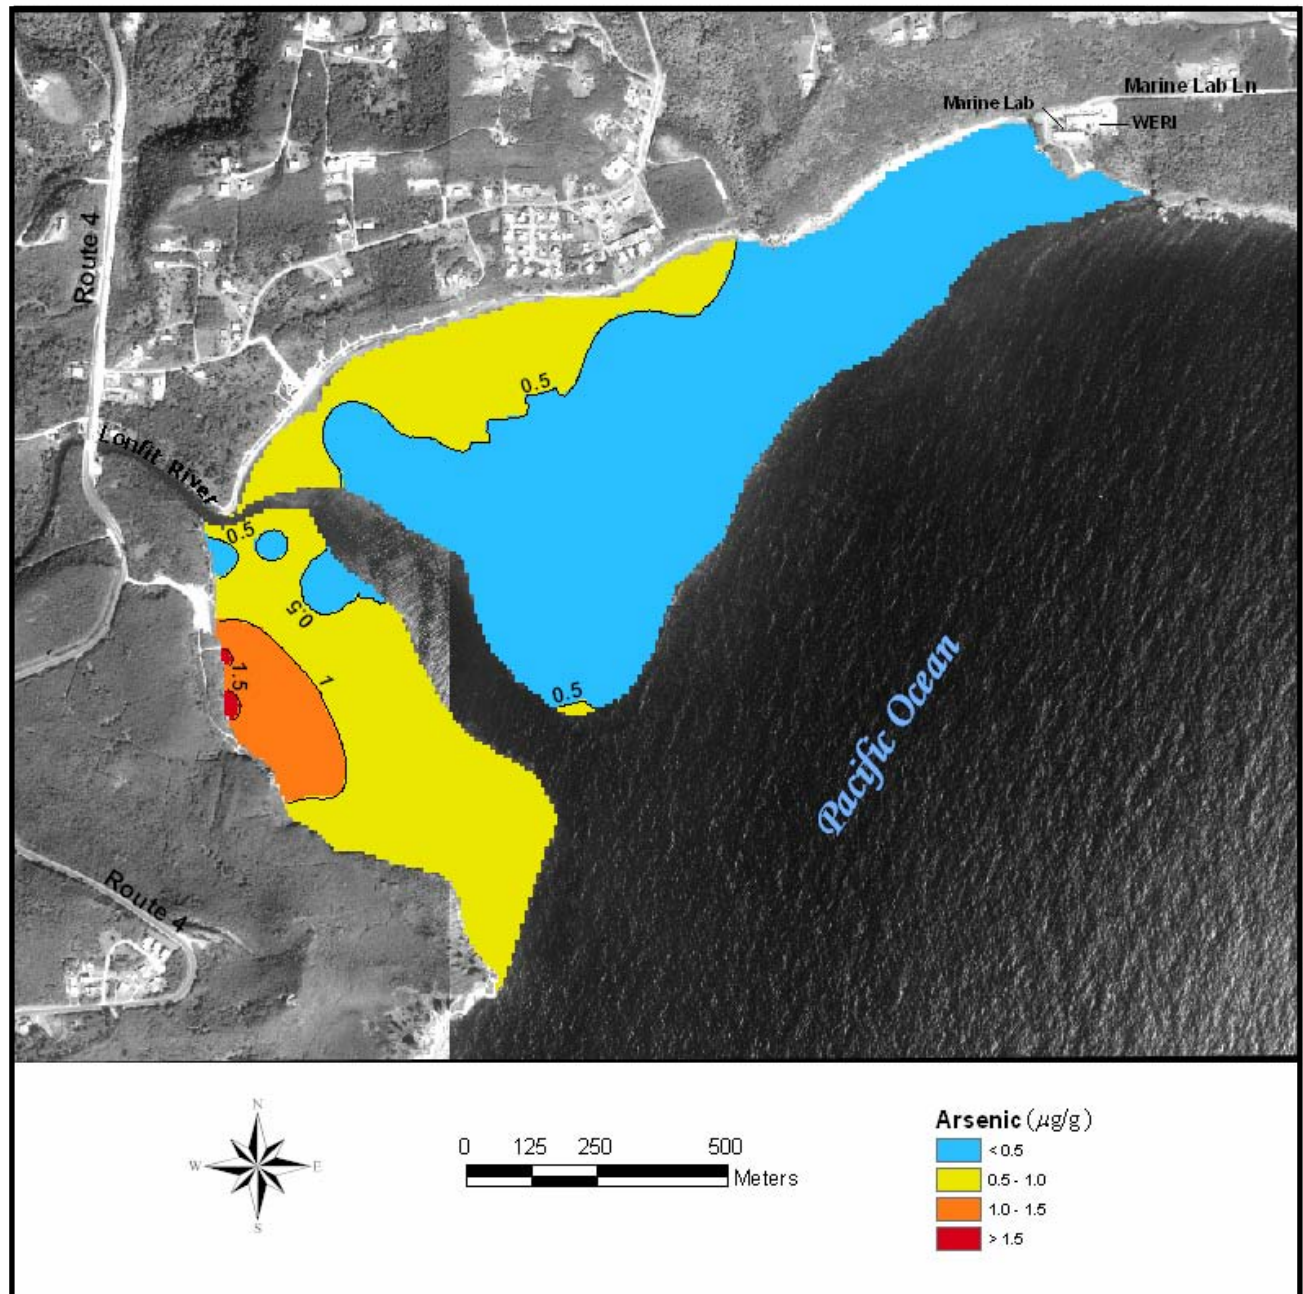 Marine Lab Ln
Marine Lab
WERI
Route 4
0.5
Lonfit River
0.5
0.5
1
1.5
0.5
Pacific Ocean
Route 4
N
W
E
S
0 125 250 500
Meters
Arsenic (µg/g)
< 0.5
0.5 - 1.0
1.0 - 1.5
> 1.5